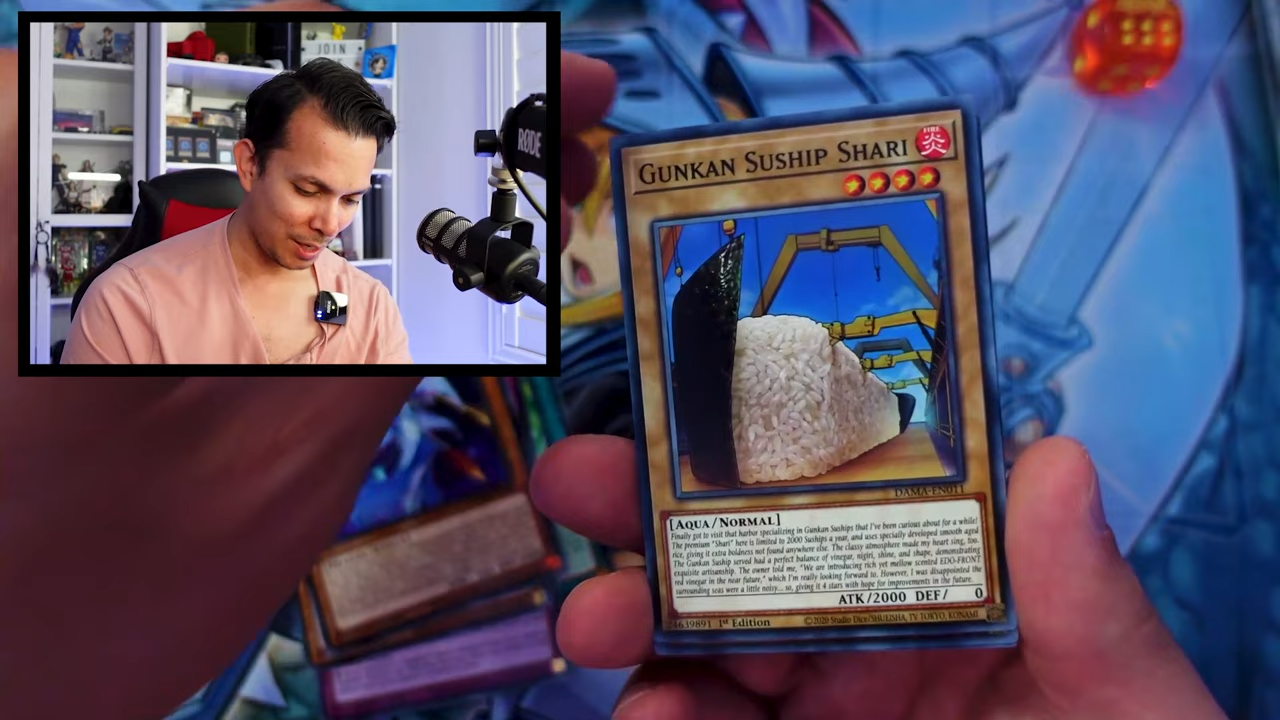 JOIN
RØDE
GUNKAN SUSHIP SHARI
FIRE
炎
DAMA-EN011
[AQUA/NORMAL]
Finally got to visit that harbor specializing in Gunkan Suships that I've been curious about for a while!
The premium "Shari" here is limited to 2000 Suships a year, and uses specially developed smooth aged
rice, giving it extra boldness not found anywhere else. The classy atmosphere made my heart sing, too.
The Gunkan Suship served had a perfect balance of vinegar, nigiri, shine, and shape, demonstrating
exquisite artisanship. The owner told me, "We are introducing rich yet mellow scented EDO-FRONT
red vinegar in the near future," which I'm really looking forward to. However, I was disappointed the
surrounding seas were a little noisy... so, giving it 4 stars with hope for improvements in the future.
ATK/2000 DEF/ 0
24639891 1st Edition
©2020 Studio Dice/SHUEISHA, TV TOKYO, KONAMI